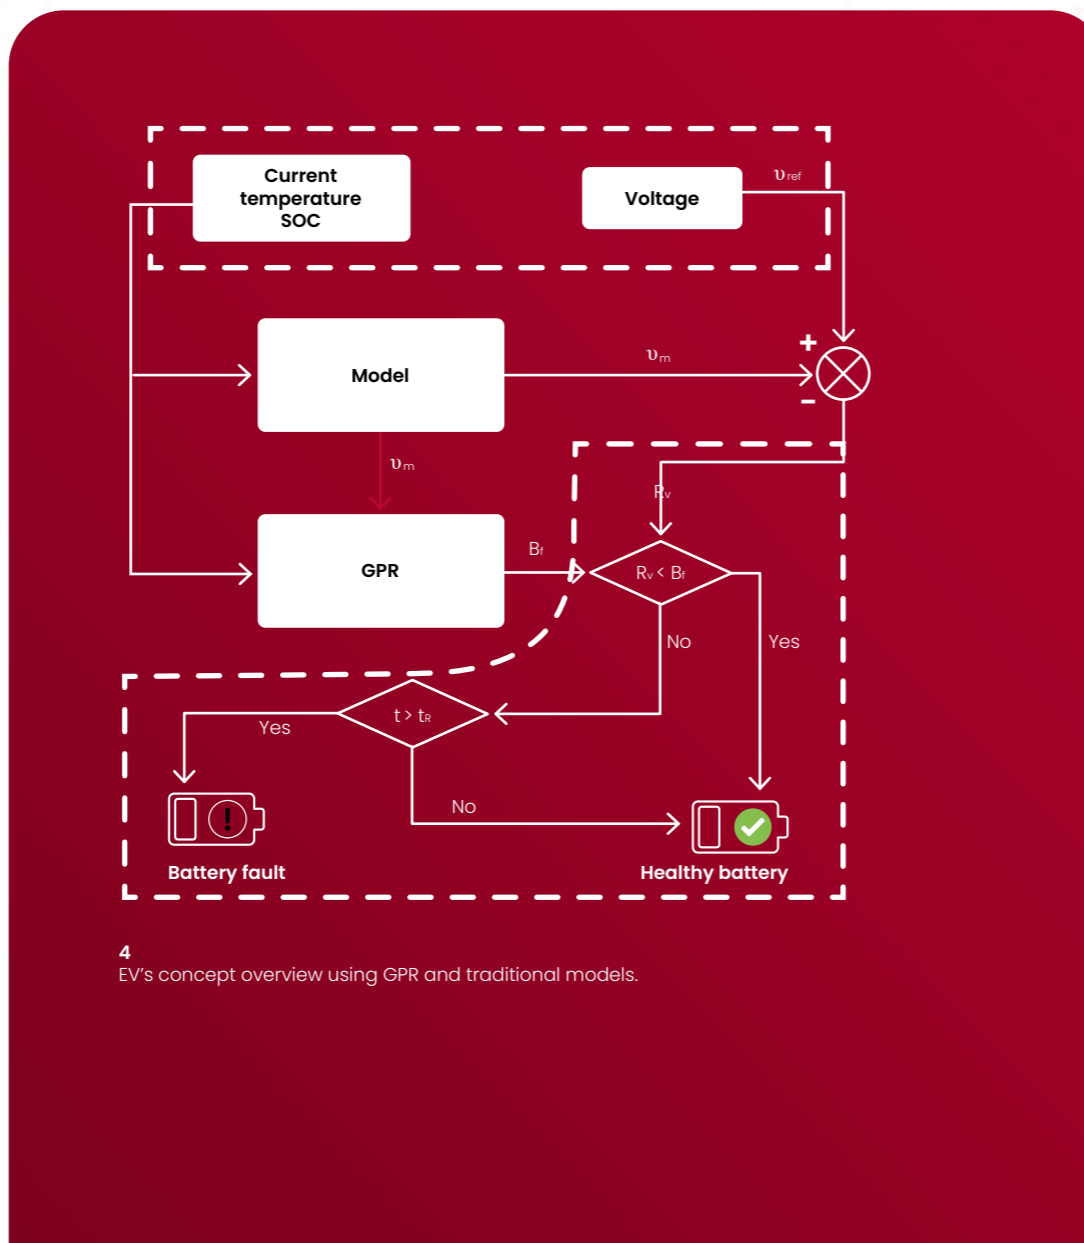 Current
temperature
SOC
Voltage
υref
Model
υm
+
−
υm
Rv
GPR
Bf
Rv < Bf
No
Yes
t > tR
Yes
No
!
Battery fault
Healthy battery
4
EV’s concept overview using GPR and traditional models.